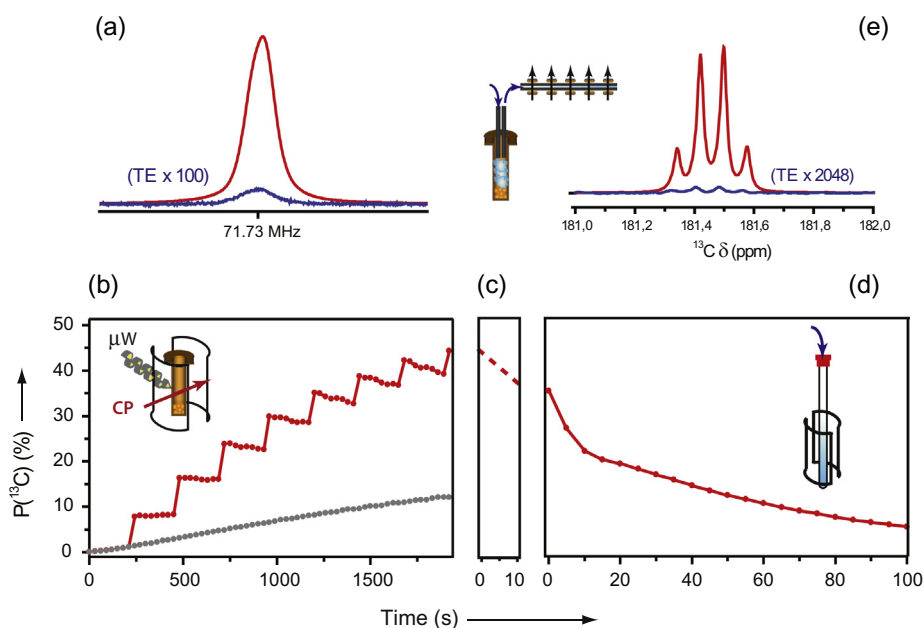 (a)
(TE x 100)
71.73 MHz
(e)
(TE x 2048)
181,0 181,2 181,4 181,6 181,8 182,0
¹³C δ (ppm)
(b)
(c)
(d)
P(¹³C) (%)
50
40
30
20
10
0
μW
CP
0 500 1000 1500
0 10
0 20 40 60 80 100
Time (s)